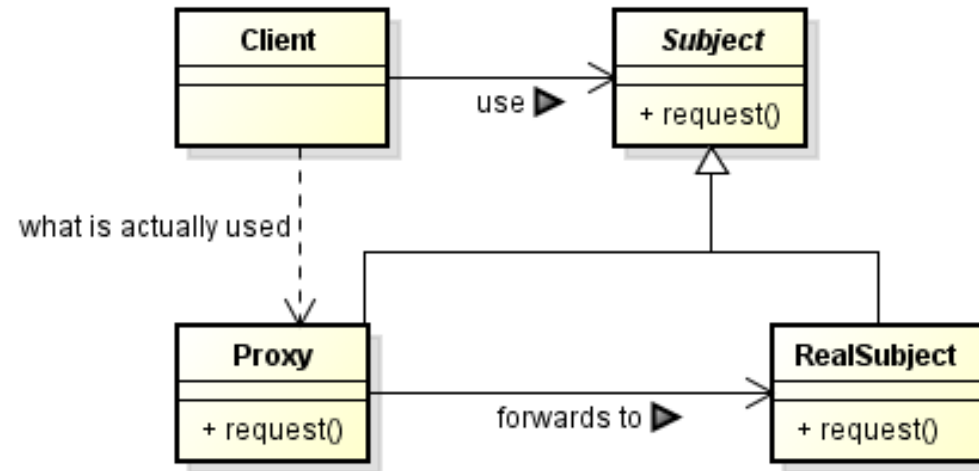 Client
Subject
use
+ request()
what is actually used
Proxy
RealSubject
forwards to
+ request()
+ request()